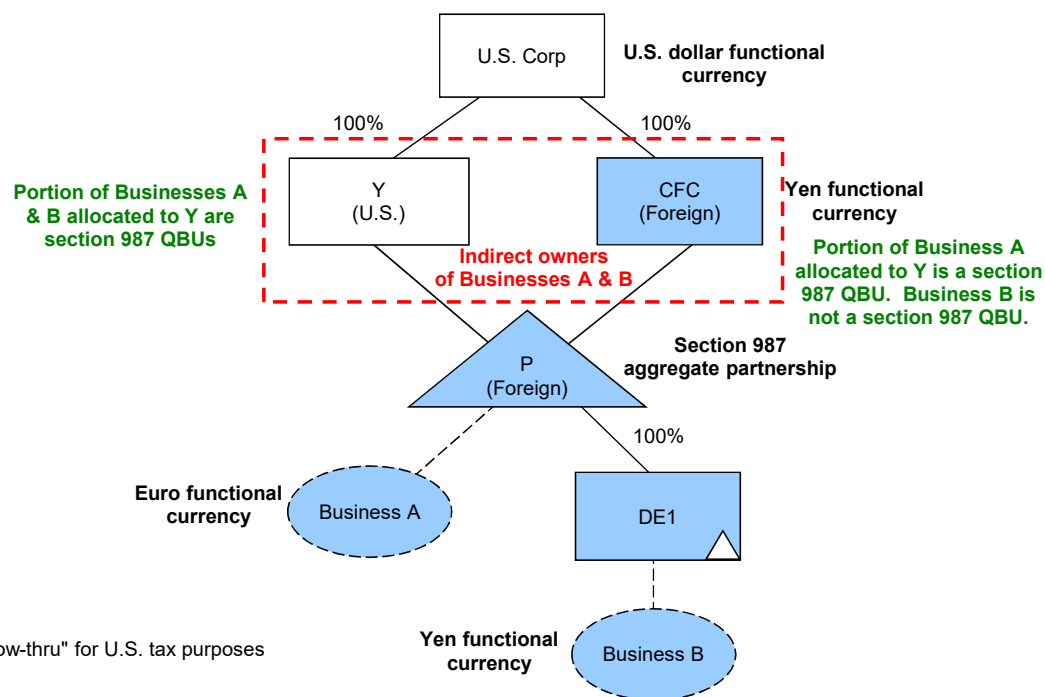 U.S. Corp
U.S. dollar functional
currency
100%
100%
Portion of Businesses A
& B allocated to Y are
section 987 QBUs
Y
(U.S.)
CFC
(Foreign)
Yen functional
currency
Indirect owners
of Businesses A & B
Portion of Business A
allocated to Y is a section
987 QBU. Business B is
not a section 987 QBU.
P
(Foreign)
Section 987
aggregate partnership
100%
Euro functional
currency
Business A
DE1
ow-thru" for U.S. tax purposes
Yen functional
currency
Business B